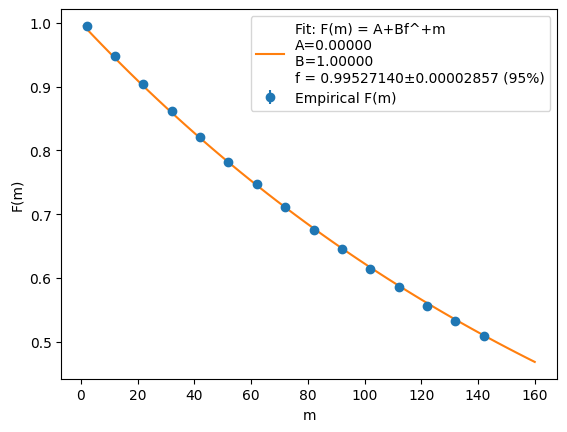 Fit: F(m) = A+Bf^+m
A=0.00000
B=1.00000
f = 0.99527140±0.00002857 (95%)
Empirical F(m)
F(m)
1.0
0.9
0.8
0.7
0.6
0.5
0 20 40 60 80 100 120 140 160
m